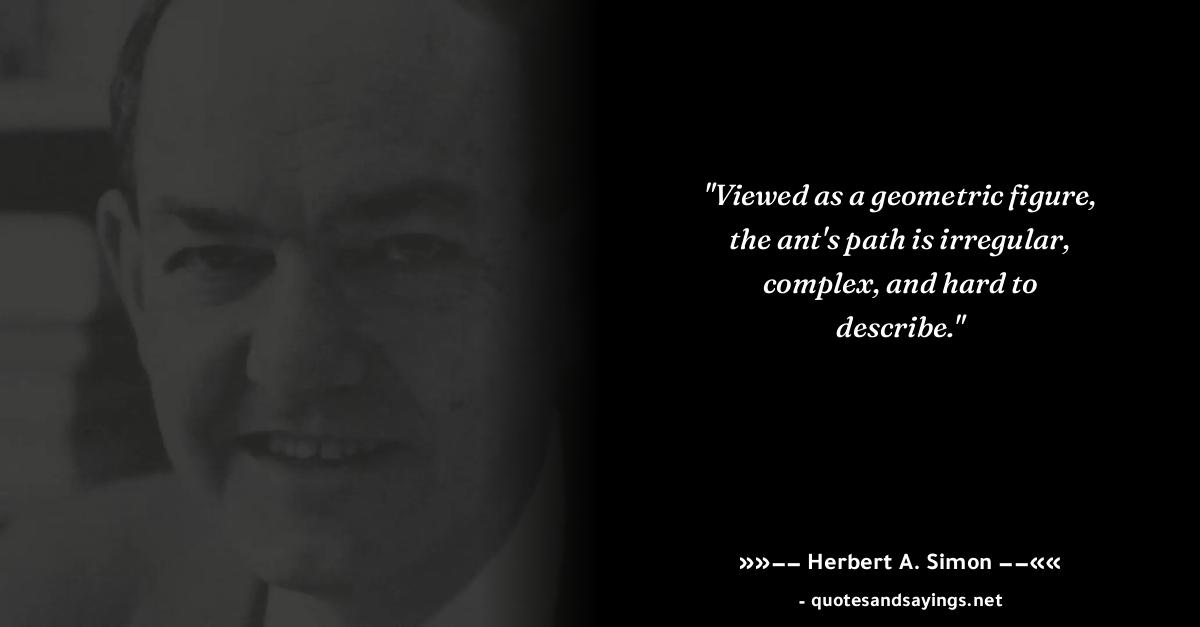 "Viewed as a geometric figure,
the ant's path is irregular,
complex, and hard to
describe."
»»−− Herbert A. Simon −−««
- quotesandsayings.net